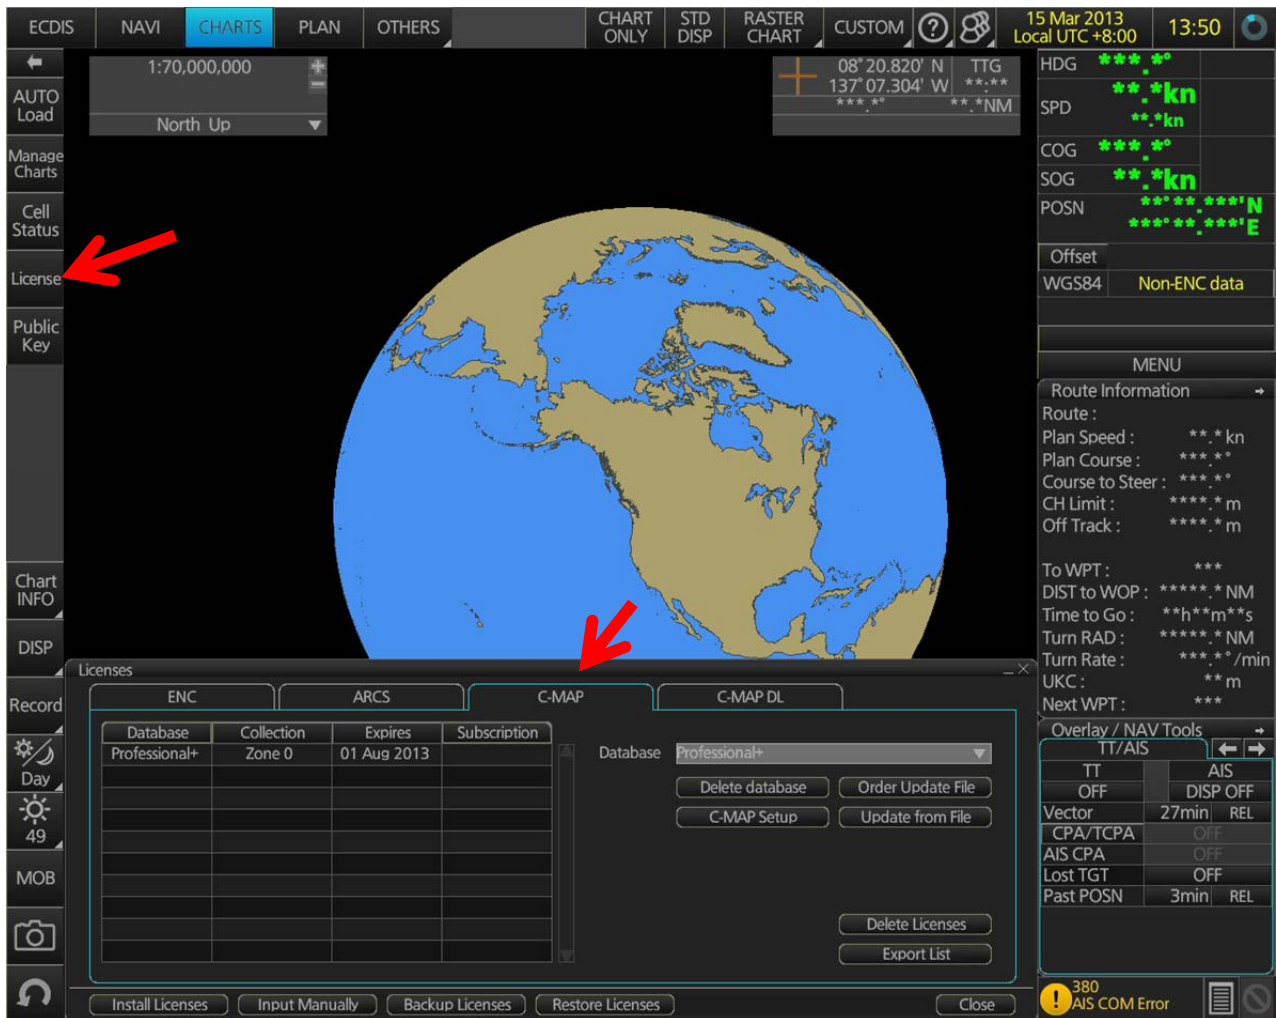 ECDIS NAVI CHARTS PLAN OTHERS CHART ONLY STD DISP RASTER CHART CUSTOM ? 15 Mar 2013 Local UTC +8:00 13:50
AUTO Load
Manage Charts
Cell Status
License
Public Key
Chart INFO
DISP
Record
Day
49
MOB
1:70,000,000 + −
North Up
08° 20.820' N TTG
137° 07.304' W **:**
***.*° **.*NM
HDG ***.*°
SPD **.*kn
**.*kn
COG ***.*°
SOG **.*kn
POSN **°**.***'N
***°**.***'E
Offset
WGS84 Non-ENC data
MENU
Route Information
Route :
Plan Speed : **.* kn
Plan Course : ***.*°
Course to Steer : ***.*°
CH Limit : ****.* m
Off Track : ****.* m
To WPT : ***
DIST to WOP : *****.* NM
Time to Go : **h**m**s
Turn RAD : *****.* NM
Turn Rate : ***.*°/min
UKC : ** m
Next WPT : ***
Overlay / NAV Tools
TT/AIS
TT AIS
OFF DISP OFF
Vector 27min REL
CPA/TCPA OFF
AIS CPA OFF
Lost TGT OFF
Past POSN 3min REL
! 380
AIS COM Error
Licenses
ENC ARCS C-MAP C-MAP DL
Database Collection Expires Subscription
Professional+ Zone 0 01 Aug 2013
Database Professional+
Delete database Order Update File
C-MAP Setup Update from File
Delete Licenses
Export List
Install Licenses Input Manually Backup Licenses Restore Licenses Close